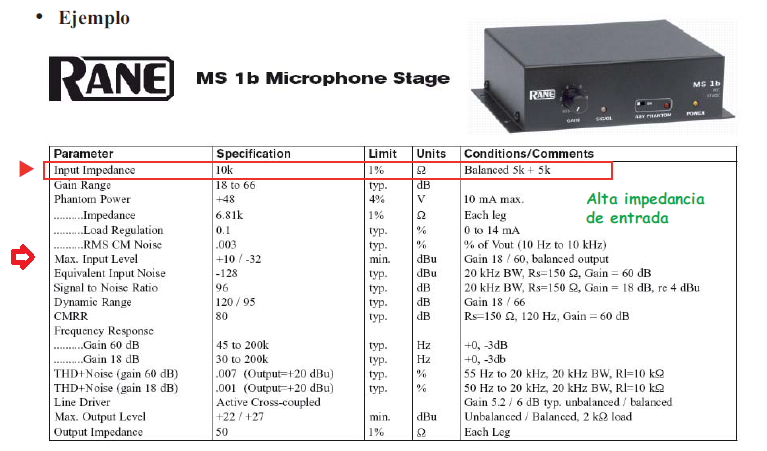 • Ejemplo
RANE
MS 1b Microphone Stage
RANE
MS 1b
MIC
STAGE
GAIN SIG/OL 48V PHANTOM POWER
Parameter Specification Limit Units Conditions/Comments
Input Impedance 10k 1% Ω Balanced 5k + 5k
Gain Range 18 to 66 typ. dB
Phantom Power +48 4% V 10 mA max.
..........Impedance 6.81k 1% Ω Each leg
..........Load Regulation 0.1 typ. % 0 to 14 mA
..........RMS CM Noise .003 typ. % % of Vout (10 Hz to 10 kHz)
Max. Input Level +10 / -32 min. dBu Gain 18 / 60, balanced output
Equivalent Input Noise -128 typ. dBu 20 kHz BW, Rs=150 Ω, Gain = 60 dB
Signal to Noise Ratio 96 typ. dB 20 kHz BW, Rs=150 Ω, Gain = 18 dB, re 4 dBu
Dynamic Range 120 / 95 typ. dB Gain 18 / 66
CMRR 80 typ. dB Rs=150 Ω, 120 Hz, Gain = 60 dB
Frequency Response
..........Gain 60 dB 45 to 200k typ. Hz +0, -3dB
..........Gain 18 dB 30 to 200k typ. Hz +0, -3db
THD+Noise (gain 60 dB) .007 (Output=+20 dBu) typ. % 55 Hz to 20 kHz, 20 kHz BW, Rl=10 kΩ
THD+Noise (gain 18 dB) .001 (Output=+20 dBu) typ. % 50 Hz to 20 kHz, 20 kHz BW, Rl=10 kΩ
Line Driver Active Cross-coupled Gain 5.2 / 6 dB typ. unbalanced / balanced
Max. Output Level +22 / +27 min. dBu Unbalanced / Balanced, 2 kΩ load
Output Impedance 50 1% Ω Each Leg
Alta impedancia
de entrada